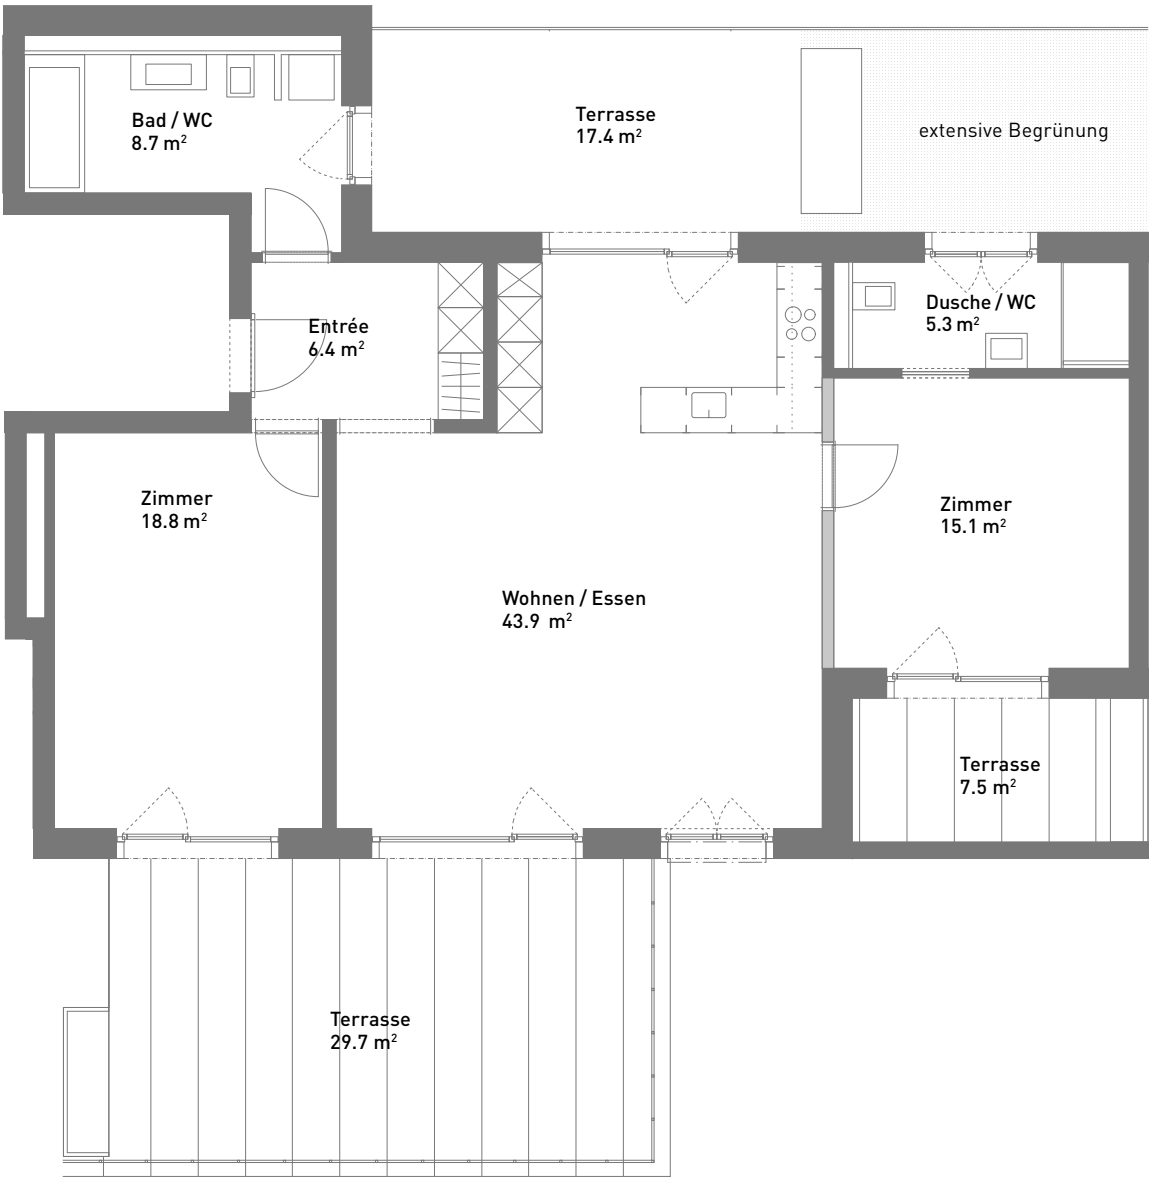 Bad / WC
8.7 m²
Terrasse
17.4 m²
extensive Begrünung
Entrée
6.4 m²
Dusche / WC
5.3 m²
Zimmer
18.8 m²
Zimmer
15.1 m²
Wohnen / Essen
43.9 m²
Terrasse
7.5 m²
Terrasse
29.7 m²